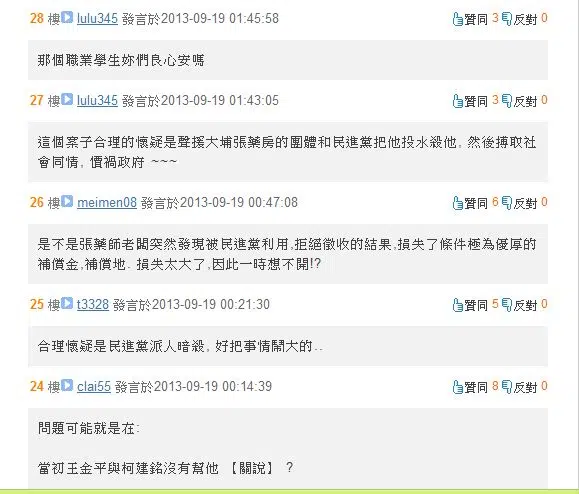 28 樓 lulu345 發言於2013-09-19 01:45:58 贊同 3 反對 0
那個職業學生妳們良心安嗎
27 樓 lulu345 發言於2013-09-19 01:43:05 贊同 3 反對 0
這個案子合理的懷疑是聲援大埔張藥房的團體和民進黨把他投水殺他, 然後搏取社
會同情, 價禍政府 ~~~
26 樓 meimen08 發言於2013-09-19 00:47:08 贊同 6 反對 0
是不是張藥師老闆突然發現被民進黨利用,拒絕徵收的結果,損失了條件極為優厚的
補償金,補償地. 損失太大了,因此一時想不開!?
25 樓 t3328 發言於2013-09-19 00:21:30 贊同 5 反對 0
合理懷疑是民進黨派人暗殺, 好把事情鬧大的..
24 樓 clai55 發言於2013-09-19 00:14:39 贊同 8 反對 0
問題可能就是在:
當初王金平與柯建銘沒有幫他 【關說】 ?